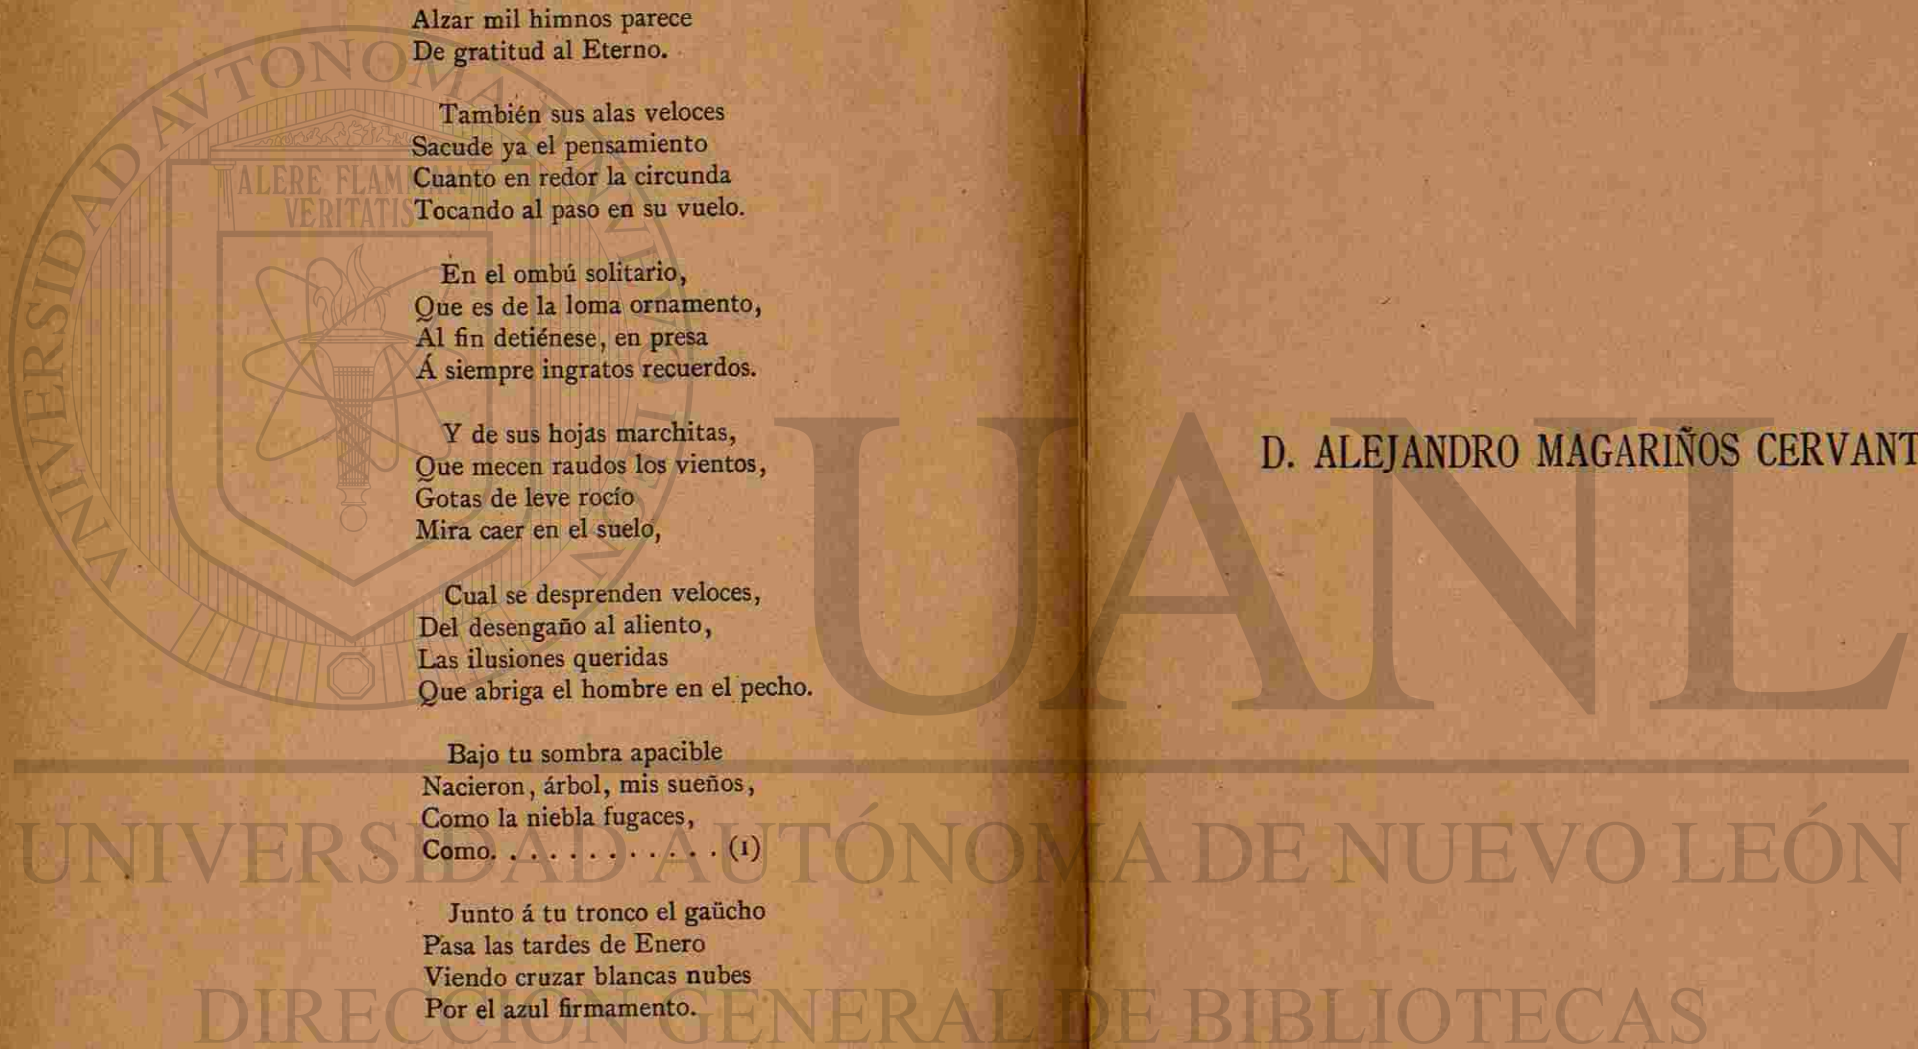 Alzar mil himnos parece
De gratitud al Eterno.
También sus alas veloces
Sacude ya el pensamiento
Cuanto en redor la circunda
Tocando al paso en su vuelo.
En el ombú solitario,
Que es de la loma ornamento,
Al fin detiénese, en presa
Á siempre ingratos recuerdos.
Y de sus hojas marchitas,
Que mecen raudos los vientos,
Gotas de leve rocío
Mira caer en el suelo,
Cual se desprenden veloces,
Del desengaño al aliento,
Las ilusiones queridas
Que abriga el hombre en el pecho.
Bajo tu sombra apacible
Nacieron, árbol, mis sueños,
Como la niebla fugaces,
Como. . . . . . . . . . . . (1)
Junto á tu tronco el gaücho
Pasa las tardes de Enero
Viendo cruzar blancas nubes
Por el azul firmamento.
D. ALEJANDRO MAGARIÑOS CERVANT
UNIVERSIDAD AUTONOMA DE NUEVO LEON
ALERE FLAMMAM
VERITATIS
UANL
UNIVERSIDAD AUTÓNOMA DE NUEVO LEÓN
DIRECCIÓN GENERAL DE BIBLIOTECAS